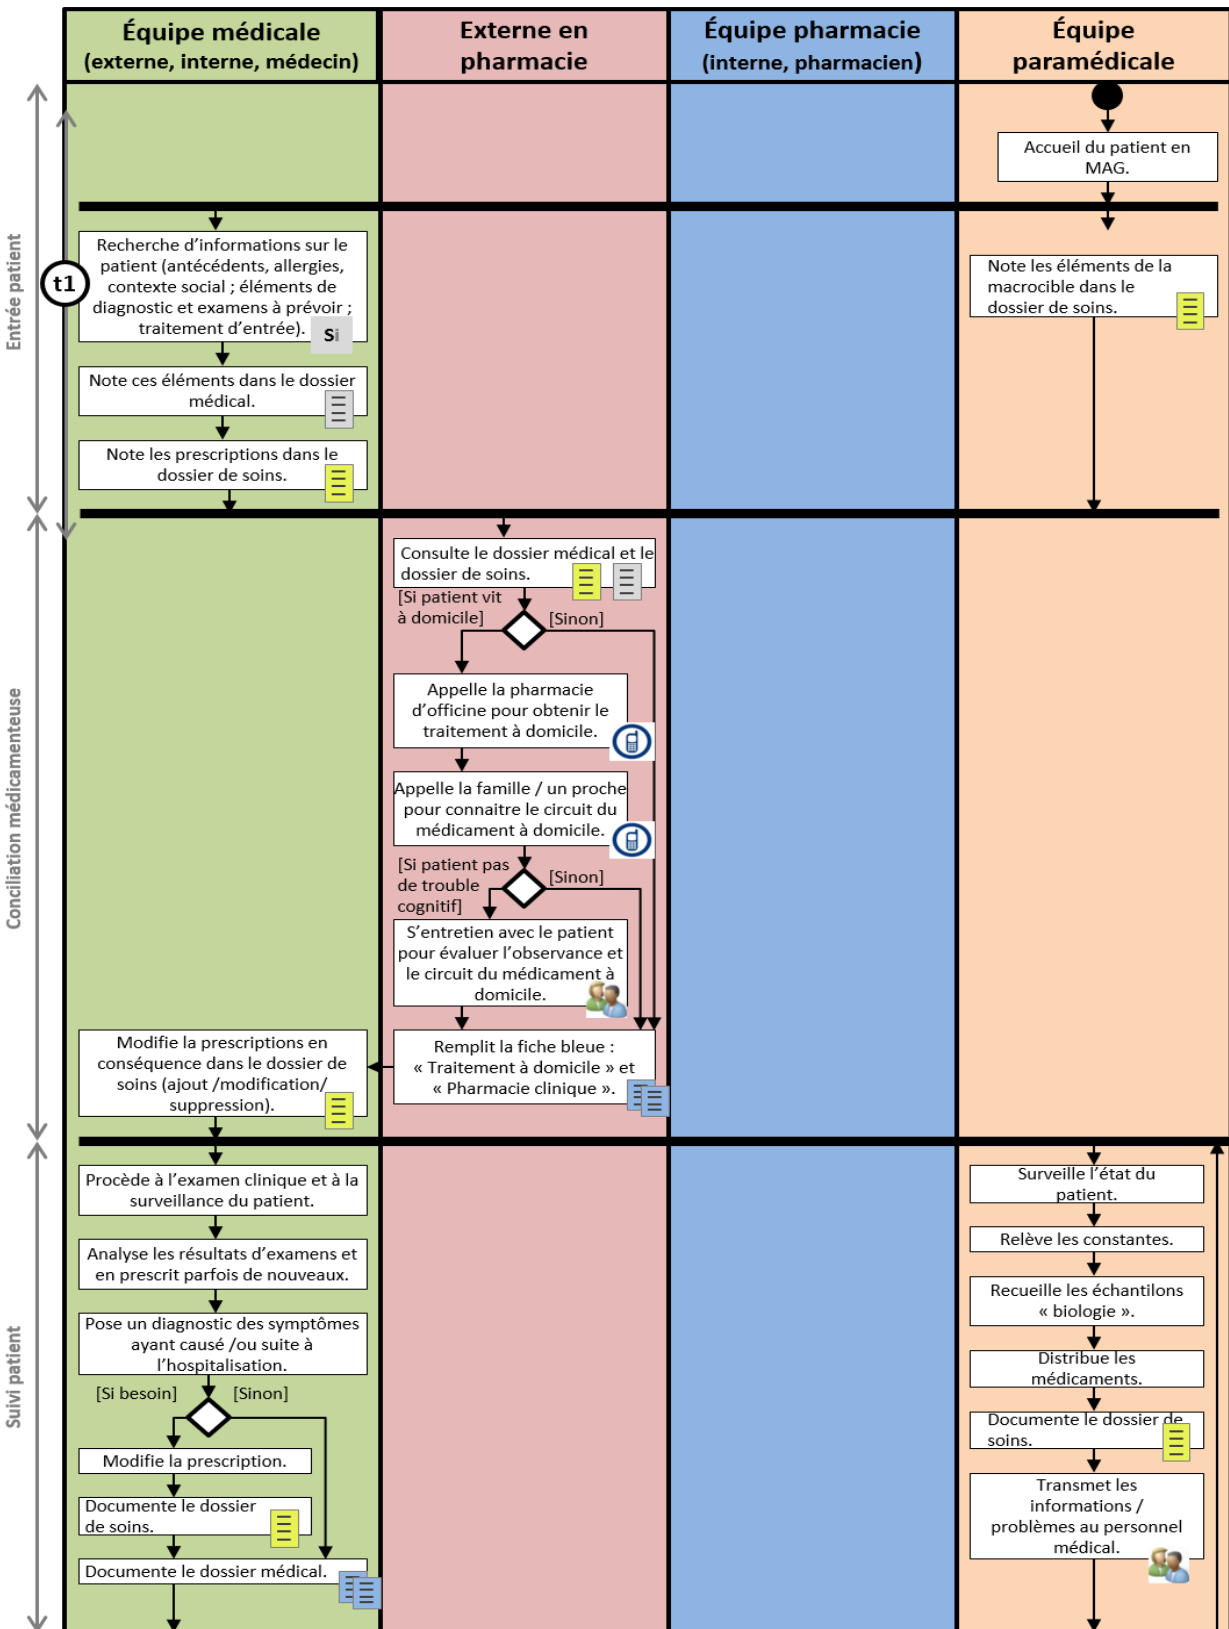 Équipe médicale
(externe, interne, médecin)
Externe en
pharmacie
Équipe pharmacie
(interne, pharmacien)
Équipe
paramédicale
Entrée patient
t1
Accueil du patient en
MAG.
Recherche d'informations sur le
patient (antécédents, allergies,
contexte social ; éléments de
diagnostic et examens à prévoir ;
traitement d'entrée).
Si
Note les éléments de la
macrocible dans le
dossier de soins.
Note ces éléments dans le dossier
médical.
Note les prescriptions dans le
dossier de soins.
Conciliation médicamenteuse
Consulte le dossier médical et le
dossier de soins.
[Si patient vit
à domicile]
[Sinon]
Appelle la pharmacie
d'officine pour obtenir le
traitement à domicile.
Appelle la famille / un proche
pour connaitre le circuit du
médicament à domicile.
[Si patient pas
de trouble
cognitif]
[Sinon]
S'entretien avec le patient
pour évaluer l'observance et
le circuit du médicament à
domicile.
Remplit la fiche bleue :
« Traitement à domicile » et
« Pharmacie clinique ».
Modifie la prescriptions en
conséquence dans le dossier de
soins (ajout /modification/
suppression).
Suivi patient
Procède à l'examen clinique et à la
surveillance du patient.
Analyse les résultats d'examens et
en prescrit parfois de nouveaux.
Pose un diagnostic des symptômes
ayant causé /ou suite à
l'hospitalisation.
[Si besoin]
[Sinon]
Modifie la prescription.
Documente le dossier
de soins.
Documente le dossier médical.
Surveille l'état du
patient.
Relève les constantes.
Recueille les échantilons
« biologie ».
Distribue les
médicaments.
Documente le dossier de
soins.
Transmet les
informations /
problèmes au personnel
médical.